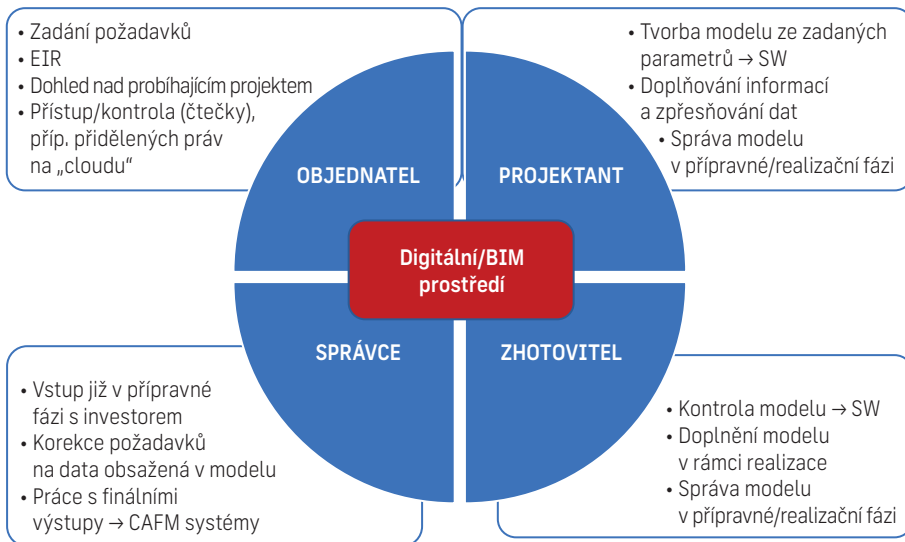 • Zadání požadavků
• EIR
• Dohled nad probíhajícím projektem
• Přístup/kontrola (čtečky),
příp. přidělených práv
na „cloudu“
• Tvorba modelu ze zadaných
parametrů → SW
• Doplňování informací
a zpřesňování dat
• Správa modelu
v přípravné/realizační fázi
OBJEDNATEL
PROJEKTANT
Digitální/BIM
prostředí
SPRÁVCE
ZHOTOVITEL
• Vstup již v přípravné
fázi s investorem
• Korekce požadavků
na data obsažená v modelu
• Práce s finálními
výstupy → CAFM systémy
• Kontrola modelu → SW
• Doplnění modelu
v rámci realizace
• Správa modelu
v přípravné/realizační fázi